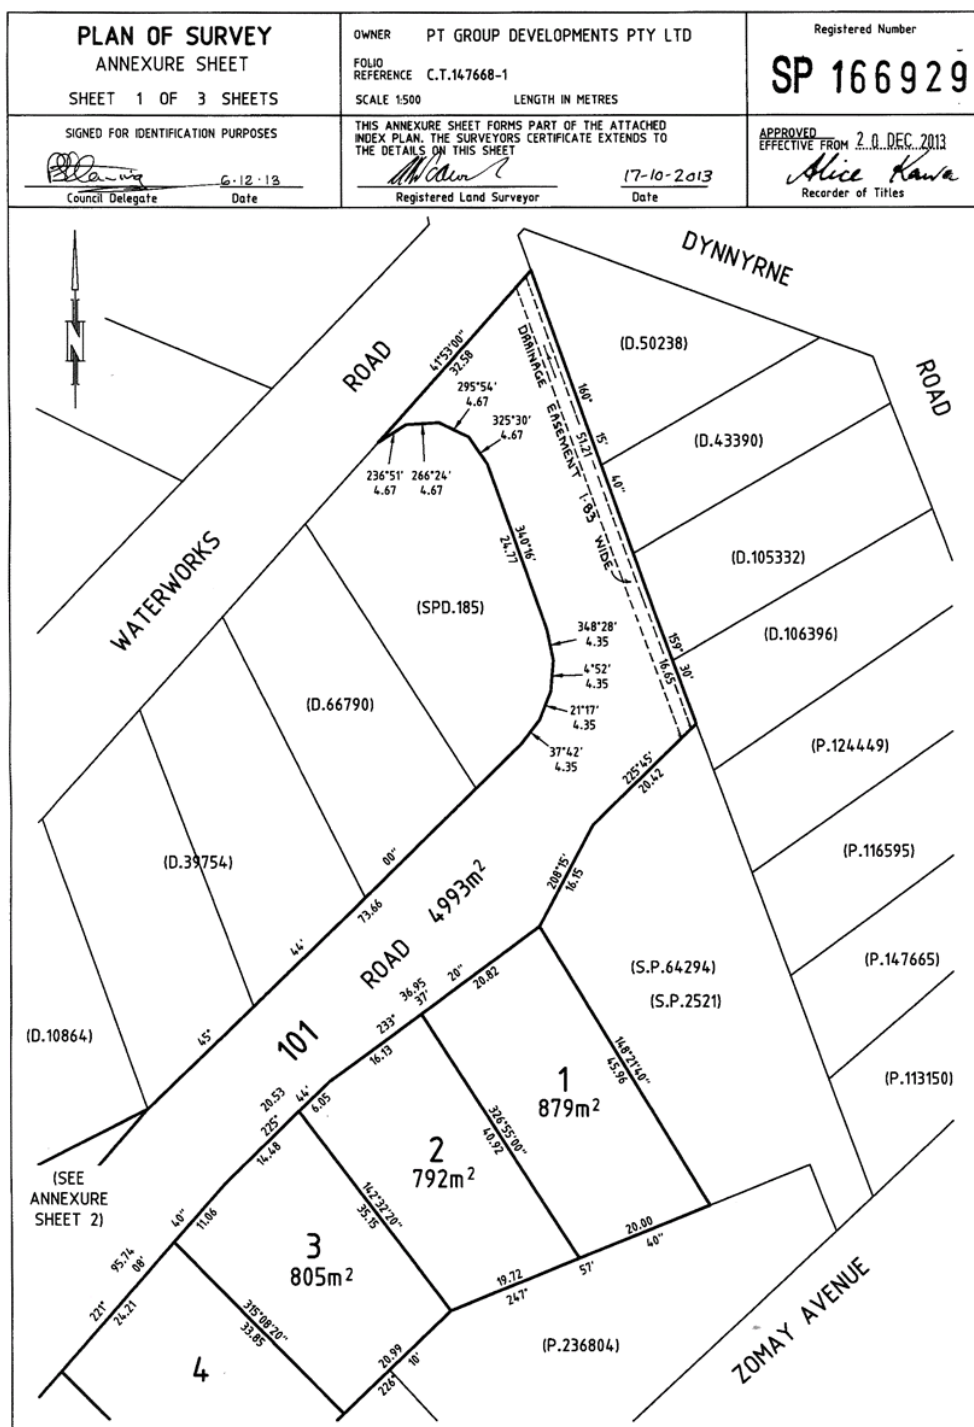 PLAN OF SURVEY
ANNEXURE SHEET
SHEET 1 OF 3 SHEETS
OWNER PT GROUP DEVELOPMENTS PTY LTD
FOLIO
REFERENCE C.T.147668-1
SCALE 1:500 LENGTH IN METRES
Registered Number
SP 166929
SIGNED FOR IDENTIFICATION PURPOSES
6-12-13
Council Delegate Date
THIS ANNEXURE SHEET FORMS PART OF THE ATTACHED
INDEX PLAN. THE SURVEYORS CERTIFICATE EXTENDS TO
THE DETAILS ON THIS SHEET
17-10-2013
Registered Land Surveyor Date
APPROVED
EFFECTIVE FROM 20 DEC 2013
Alice Kawa
Recorder of Titles
N
DYNNYRNE
ROAD
ROAD
WATERWORKS
41°53'00"
32.58
295°54'
4.67
325°30'
4.67
236°51'
4.67
266°24'
4.67
DRAINAGE EASEMENT 1·83 WIDE
160° 15' 40"
51.21
(D.50238)
(D.43390)
(D.105332)
(D.106396)
340°16'
24.77
(SPD.185)
348°28'
4.35
4°52'
4.35
21°17'
4.35
37°42'
4.35
159° 30'
16.65
(D.66790)
(P.124449)
225°45'
20.42
(D.39754)
(P.116595)
208°15'
16.15
45° 44' 00"
73.66
ROAD 4993m²
101
(P.147665)
(S.P.64294)
(S.P.2521)
(D.10864)
36.95
233° 37' 20"
16.13
20.82
(P.113150)
148°21'40"
45.96
1
879m²
20.53
225° 44'
14.48
6.05
326°55'00"
40.92
2
792m²
(SEE
ANNEXURE
SHEET 2)
142°32'20"
35.15
95.74
221° 08' 40"
24.21
11.06
3
805m²
20.00
19.72
247° 57' 40"
315°08'20"
33.85
(P.236804)
20.99
226° 10'
4
ZOMAY AVENUE